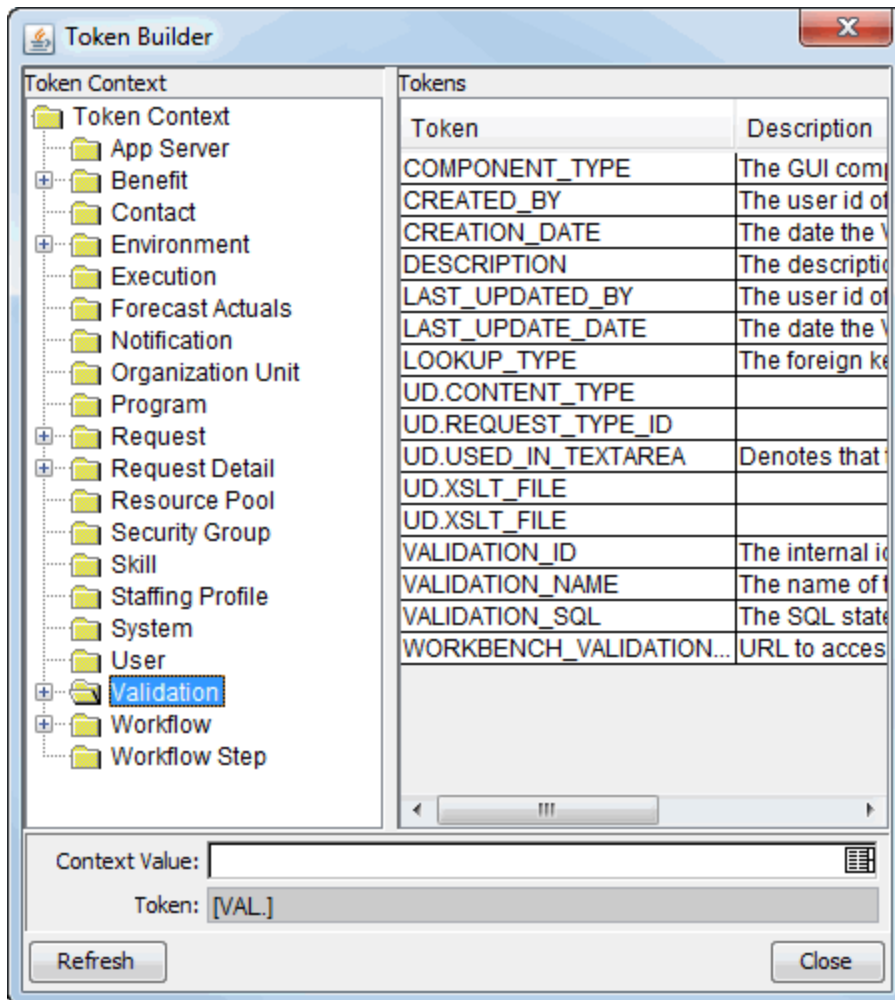 Token Builder
Token Context
Token Context
App Server
Benefit
Contact
Environment
Execution
Forecast Actuals
Notification
Organization Unit
Program
Request
Request Detail
Resource Pool
Security Group
Skill
Staffing Profile
System
User
Validation
Workflow
Workflow Step
Tokens
Token Description
COMPONENT_TYPE The GUI comp
CREATED_BY The user id of
CREATION_DATE The date the V
DESCRIPTION The descriptio
LAST_UPDATED_BY The user id of
LAST_UPDATE_DATE The date the V
LOOKUP_TYPE The foreign ke
UD.CONTENT_TYPE
UD.REQUEST_TYPE_ID
UD.USED_IN_TEXTAREA Denotes that f
UD.XSLT_FILE
UD.XSLT_FILE
VALIDATION_ID The internal id
VALIDATION_NAME The name of t
VALIDATION_SQL The SQL state
WORKBENCH_VALIDATION... URL to acces
Context Value:
Token: [VAL.]
Refresh Close